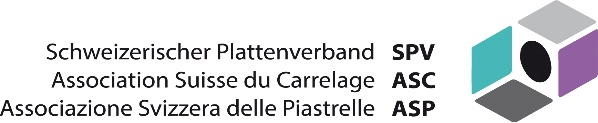 Schweizerischer Plattenverband SPV
Association Suisse du Carrelage ASC
Associazione Svizzera delle Piastrelle ASP